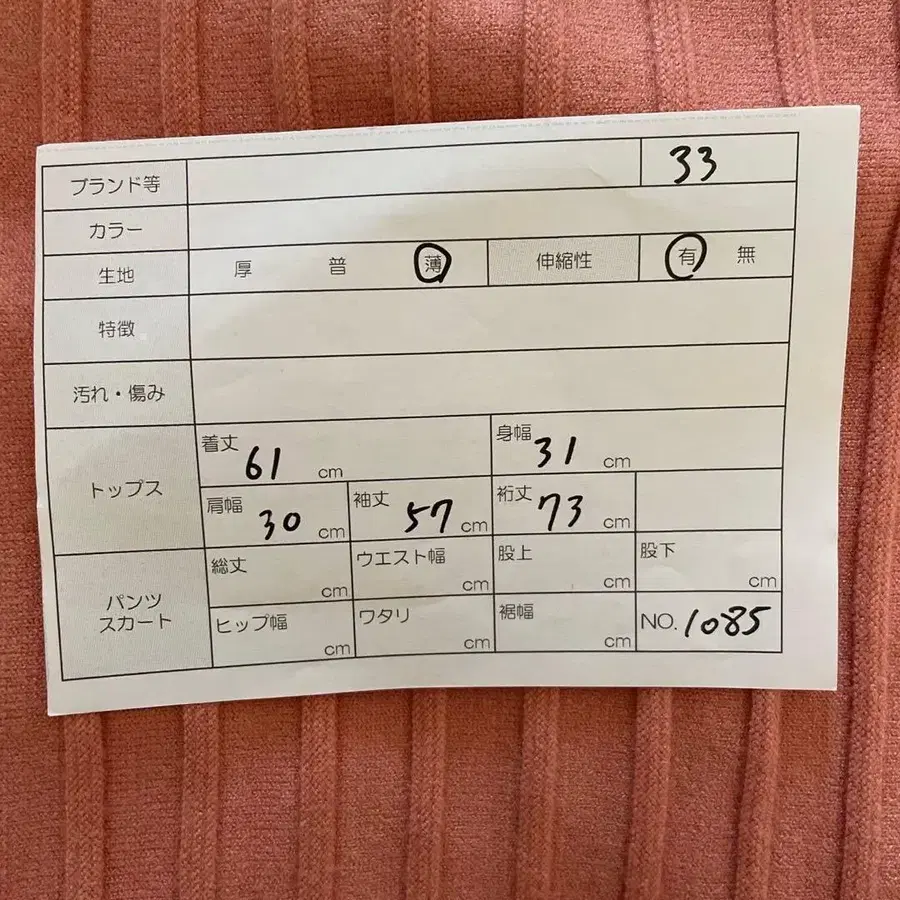 ブランド等 33
カラー
生地 厚 普 薄 伸縮性 有 無
特徴
汚れ・傷み
トップス
着丈 61 cm 身幅 31 cm
肩幅 30 cm 袖丈 57 cm 裄丈 73 cm
パンツ
スカート
総丈 cm ウエスト幅 cm 股上 cm 股下 cm
ヒップ幅 cm ワタリ cm 裾幅 cm NO. 1085